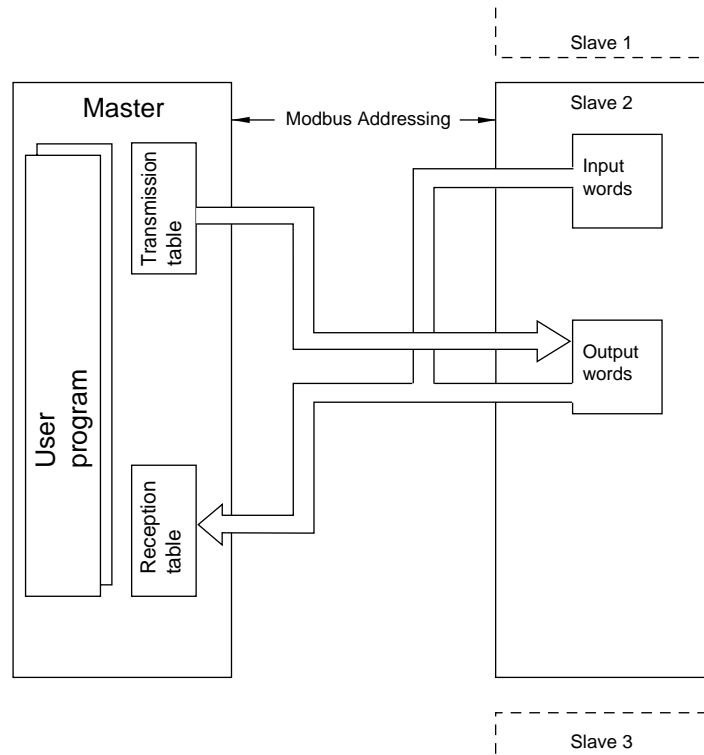 Slave 1
Master
Modbus Addressing
Slave 2
Transmission
table
Input
words
User
program
Output
words
Reception
table
Slave 3